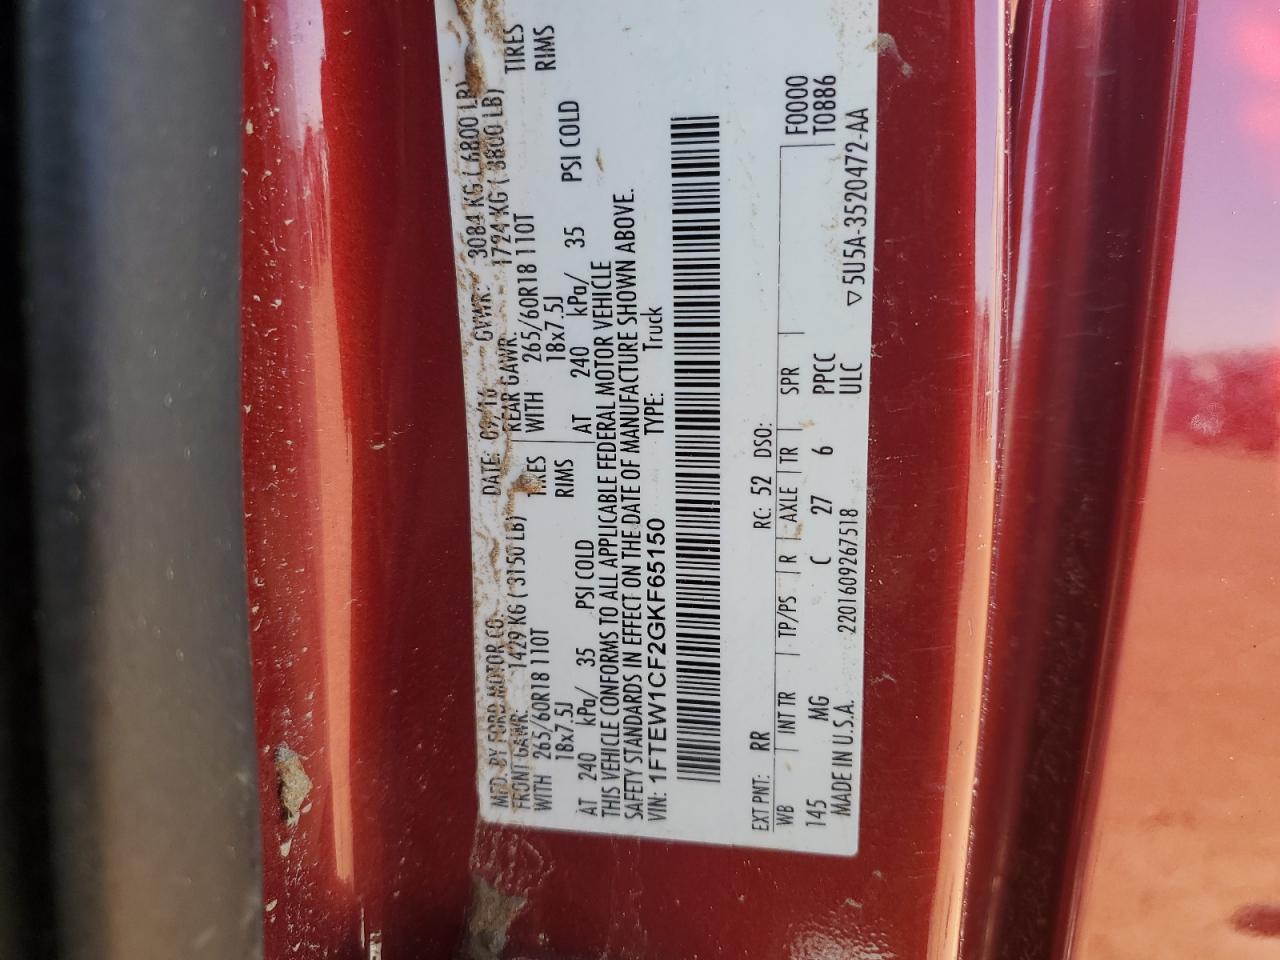 MFD. BY FORD MOTOR CO. DATE: 09/16 GVWR: 3084 KG ( 6800 LB)
FRONT GAWR: 1429 KG ( 3150 LB) REAR GAWR: 1724 KG ( 3800 LB)
WITH 265/60R18 110T TIRES WITH 265/60R18 110T TIRES
18x7.5J RIMS 18x7.5J RIMS
AT 240 kPa/ 35 PSI COLD AT 240 kPa/ 35 PSI COLD
THIS VEHICLE CONFORMS TO ALL APPLICABLE FEDERAL MOTOR VEHICLE
SAFETY STANDARDS IN EFFECT ON THE DATE OF MANUFACTURE SHOWN ABOVE.
VIN: 1FTEW1CF2GKF65150 TYPE: Truck
EXT PNT: RR RC: 52 DSO: F0000
WB INT TR TP/PS R AXLE TR SPR T0886
145 MG C 27 6 PPCC
MADE IN U.S.A. 2201609267518 ULC ▽5U5A-3520472-AA